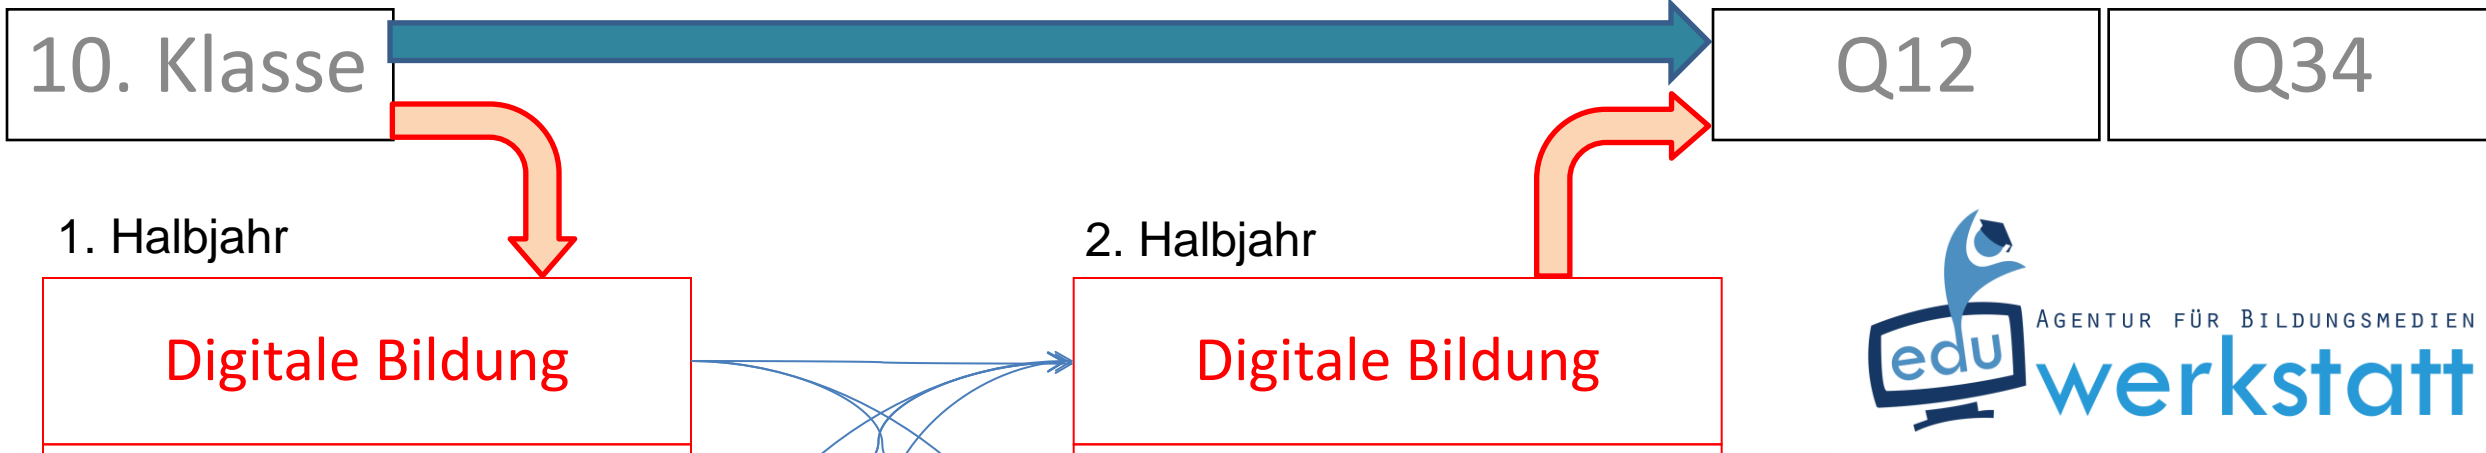 10. Klasse
Q12
Q34
1. Halbjahr
2. Halbjahr
Digitale Bildung
Digitale Bildung
edu
AGENTUR FÜR BILDUNGSMEDIEN
werkstatt